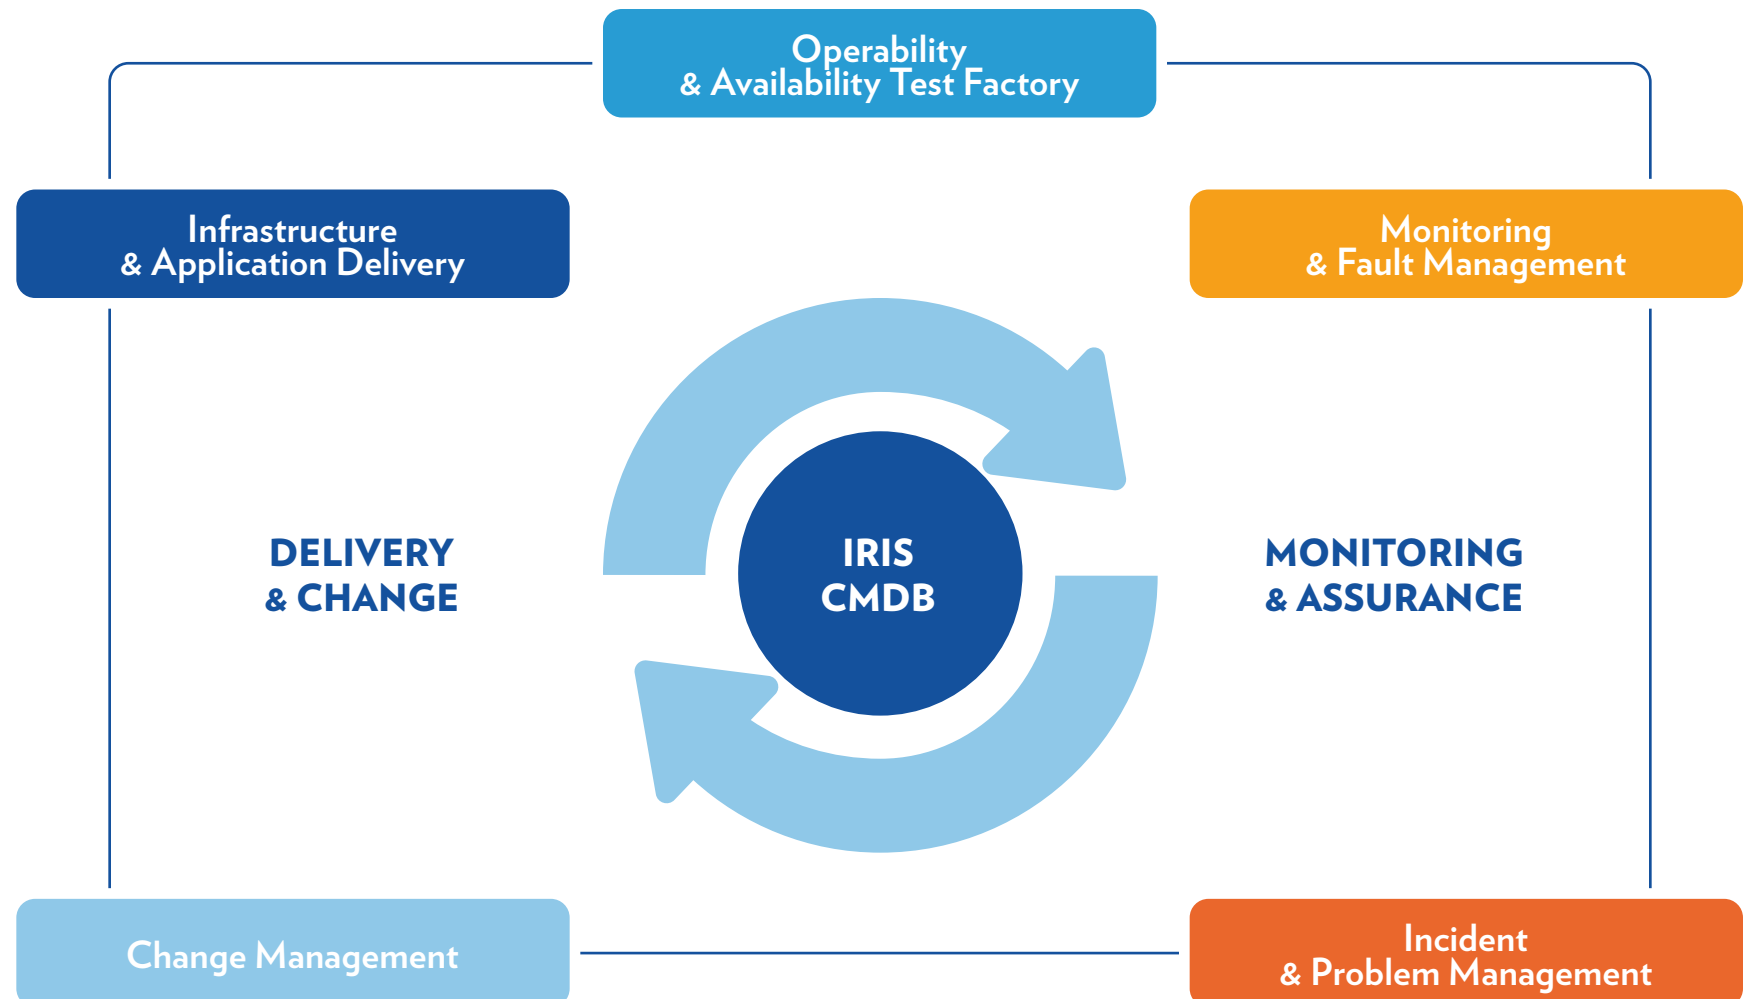 Operability
& Availability Test Factory
Infrastructure
& Application Delivery
Monitoring
& Fault Management
DELIVERY
& CHANGE
IRIS
CMDB
MONITORING
& ASSURANCE
Change Management
Incident
& Problem Management